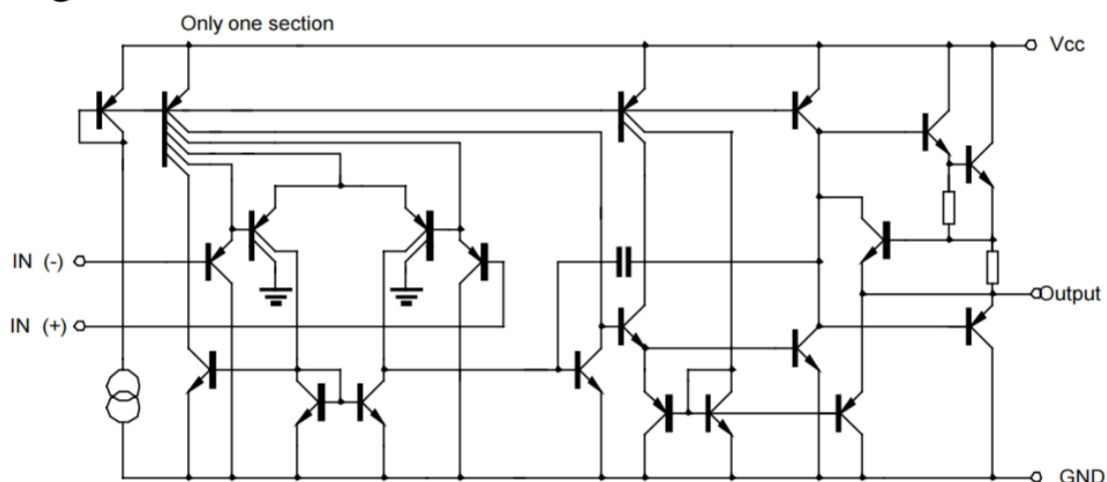 Only one section
Vcc
IN (-)
IN (+)
Output
GND